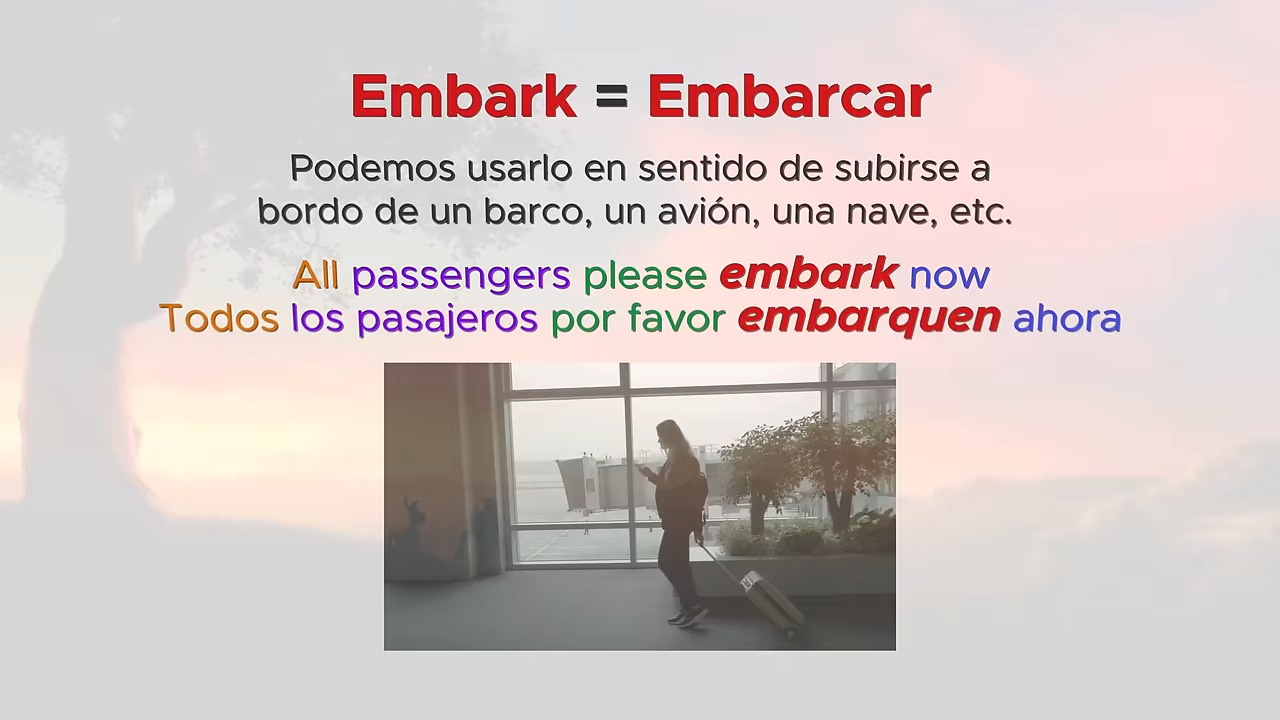 Embark = Embarcar
Podemos usarlo en sentido de subirse a
bordo de un barco, un avión, una nave, etc.
All passengers please embark now
Todos los pasajeros por favor embarquen ahora